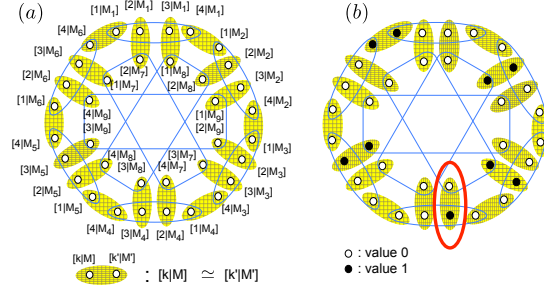 (a)
[2|M1] [3|M1]
[1|M1] [4|M1]
[4|M6] [1|M2]
[3|M6] [2|M2]
[2|M6] [3|M2]
[1|M6] [4|M2]
[4|M5] [1|M3]
[3|M5] [2|M3]
[2|M5] [3|M3]
[1|M5] [4|M3]
[4|M4] [1|M4]
[3|M4] [2|M4]
[2|M7] [1|M8]
[1|M7] [2|M8]
[4|M9] [1|M9]
[3|M9] [2|M9]
[4|M8] [3|M7]
[3|M8] [4|M7]
[k|M] [k'|M']
: [k|M] ≃ [k'|M']
(b)
: value 0
: value 1